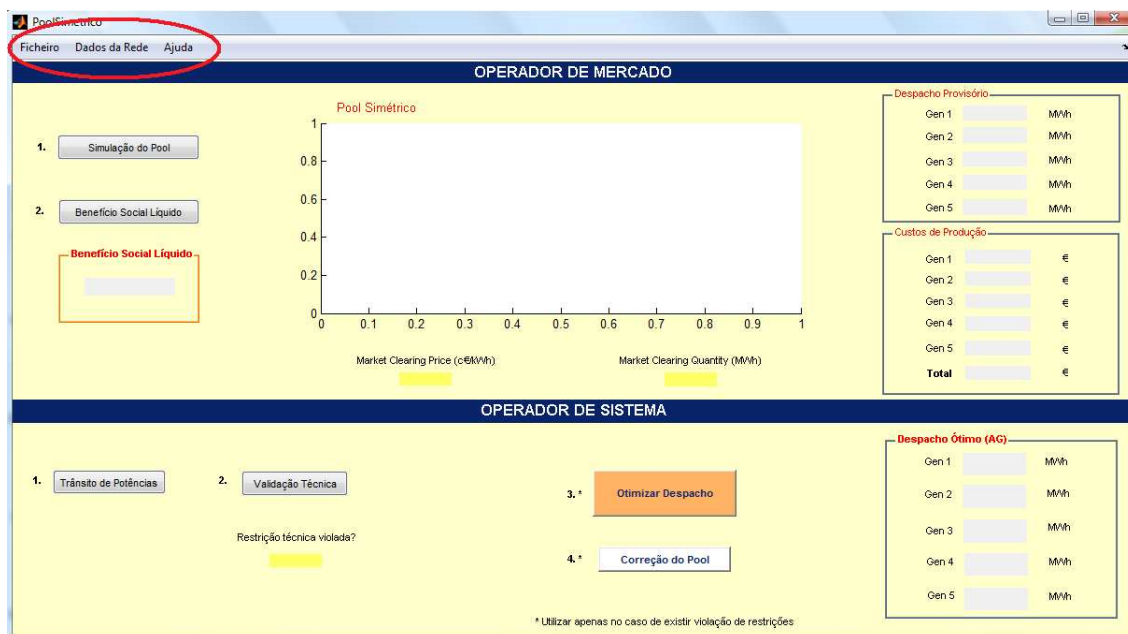 PoolSimétrico
Ficheiro Dados da Rede Ajuda
OPERADOR DE MERCADO
1. Simulação do Pool
2. Benefício Social Líquido
Benefício Social Líquido
Pool Simétrico
1
0.8
0.6
0.4
0.2
0
0 0.1 0.2 0.3 0.4 0.5 0.6 0.7 0.8 0.9 1
Market Clearing Price (c€/kWh) Market Clearing Quantity (MWh)
Despacho Provisório
Gen 1 MWh
Gen 2 MWh
Gen 3 MWh
Gen 4 MWh
Gen 5 MWh
Custos de Produção
Gen 1 €
Gen 2 €
Gen 3 €
Gen 4 €
Gen 5 €
Total €
OPERADOR DE SISTEMA
1. Trânsito de Potências
2. Validação Técnica
Restrição técnica violada?
3. * Otimizar Despacho
4. * Correção do Pool
* Utilizar apenas no caso de existir violação de restrições
Despacho Ótimo (AG)
Gen 1 MWh
Gen 2 MWh
Gen 3 MWh
Gen 4 MWh
Gen 5 MWh